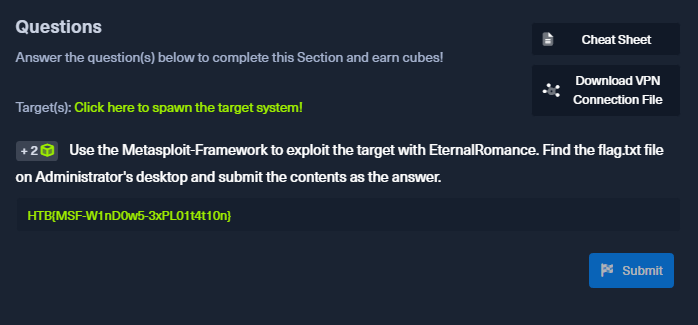 Questions
Answer the question(s) below to complete this Section and earn cubes!
Cheat Sheet
Download VPN
Connection File
Target(s): Click here to spawn the target system!
+ 2 Use the Metasploit-Framework to exploit the target with EternalRomance. Find the flag.txt file
on Administrator's desktop and submit the contents as the answer.
HTB{MSF-W1nD0w5-3xPL01t4t10n}
Submit